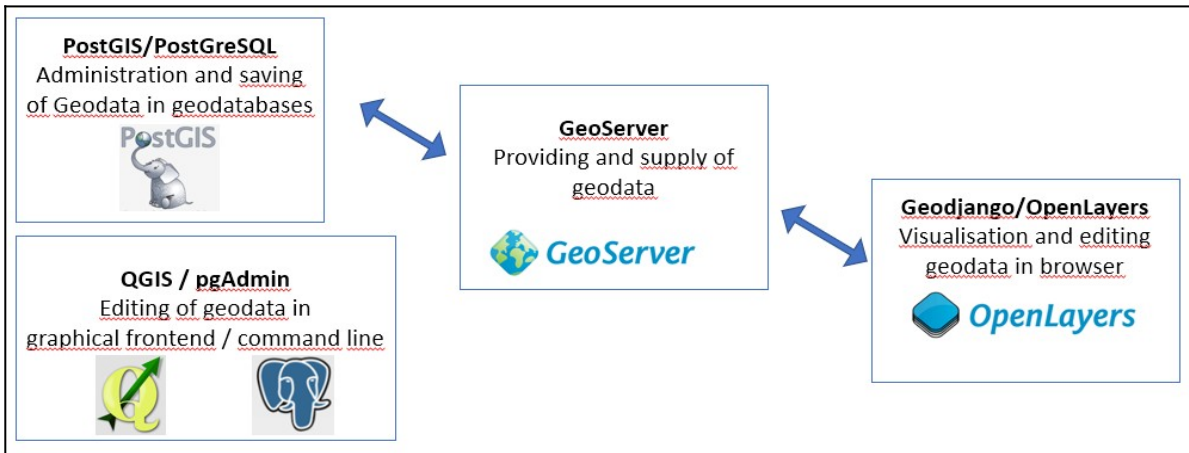 PostGIS/PostGreSQL
Administration and saving
of Geodata in geodatabases
PostGIS
QGIS / pgAdmin
Editing of geodata in
graphical frontend / command line
GeoServer
Providing and supply of
geodata
GeoServer
Geodjango/OpenLayers
Visualisation and editing
geodata in browser
OpenLayers